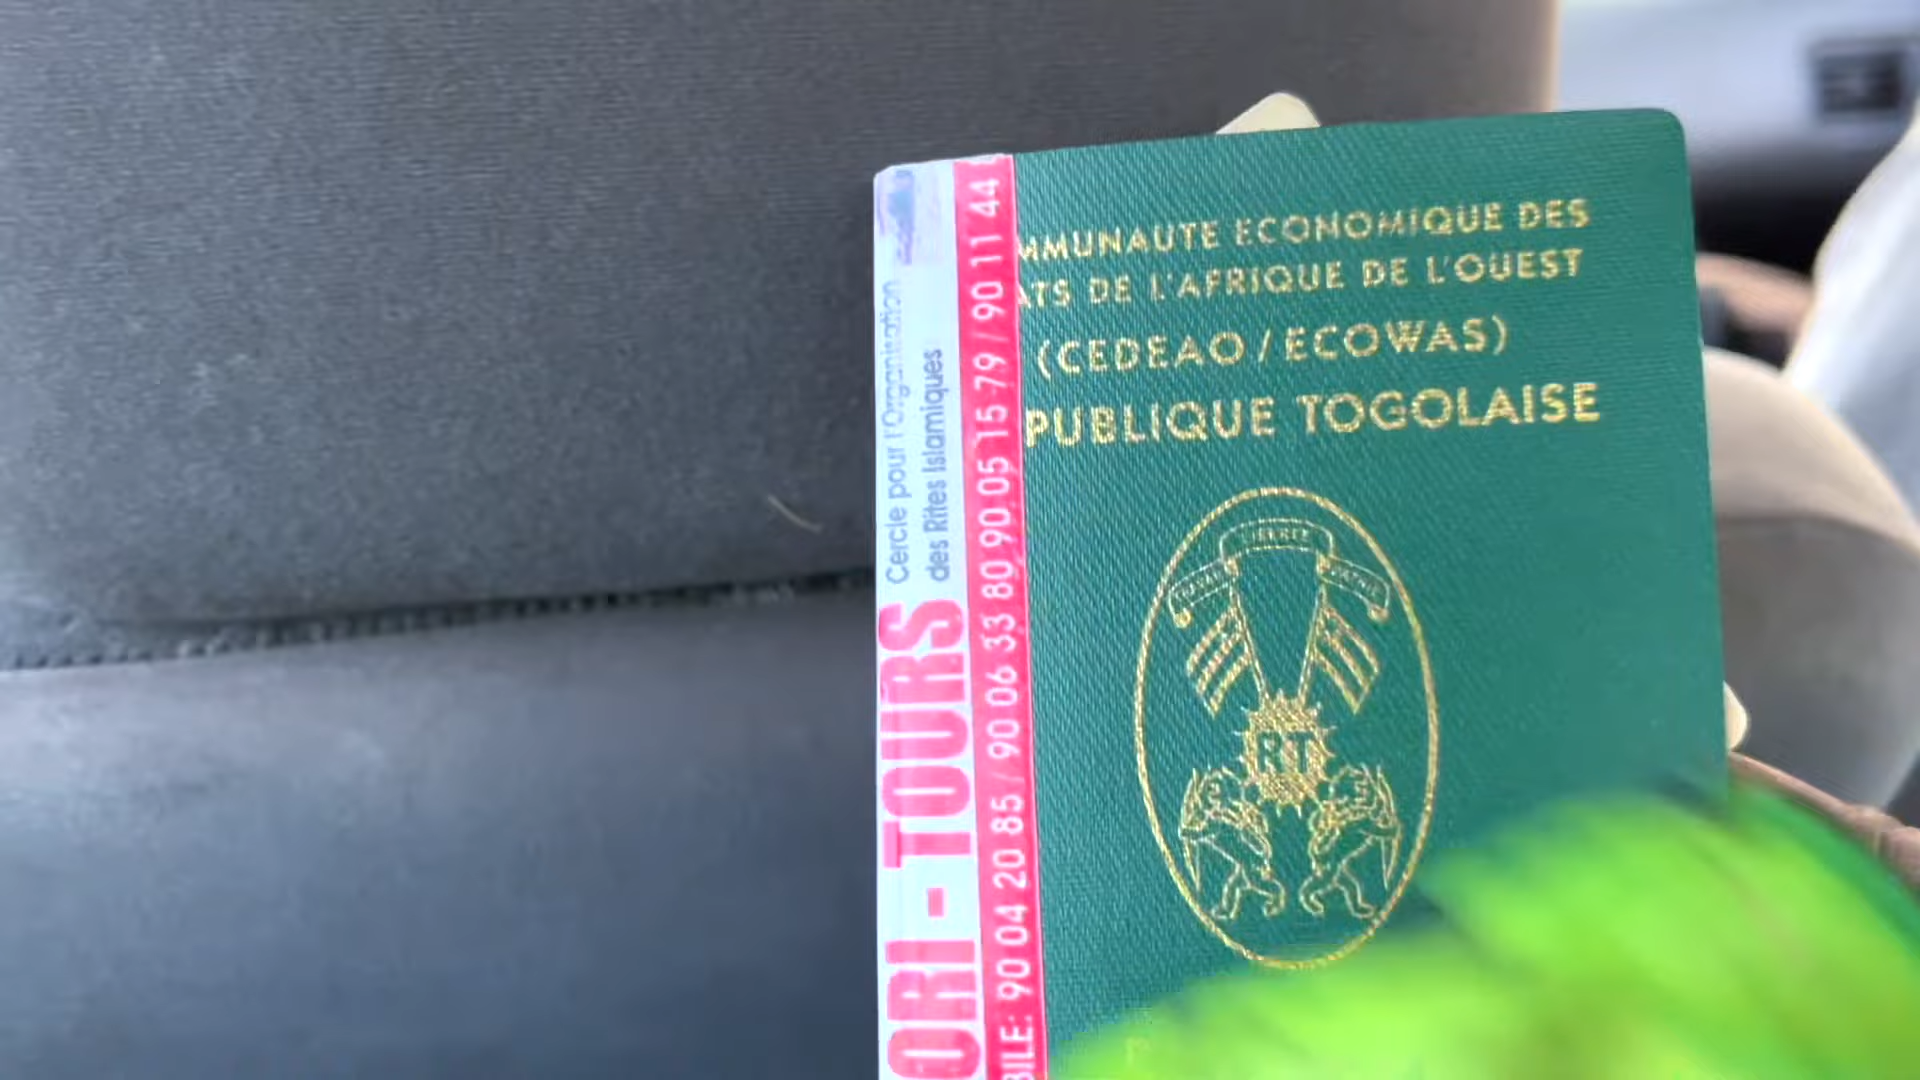 MMUNAUTE ECONOMIQUE DES
ATS DE L'AFRIQUE DE L'OUEST
(CEDEAO / ECOWAS)
PUBLIQUE TOGOLAISE
LIBERTE
RT
ORI - TOURS
Cercle pour l'Organisation
des Rites Islamiques
BILE: 90 04 20 85 / 90 06 33 80 90 05 15 79 / 90 11 44